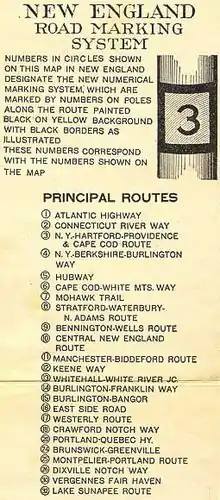 NEW ENGLAND
ROAD MARKING
SYSTEM
NUMBERS IN CIRCLES SHOWN
ON THIS MAP IN NEW ENGLAND
DESIGNATE THE NEW NUMERICAL
MARKING SYSTEM, WHICH ARE
MARKED BY NUMBERS ON POLES
ALONG THE ROUTE PAINTED
BLACK ON YELLOW BACKGROUND
WITH BLACK BORDERS AS
ILLUSTRATED
THESE NUMBERS CORRESPOND
WITH THE NUMBERS SHOWN ON
THE MAP
3
PRINCIPAL ROUTES
1 ATLANTIC HIGHWAY
2 CONNECTICUT RIVER WAY
3 N.Y.-HARTFORD-PROVIDENCE
& CAPE COD ROUTE
4 N.Y.-BERKSHIRE-BURLINGTON
WAY
5 HUBWAY
6 CAPE COD-WHITE MTS. WAY
7 MOHAWK TRAIL
8 STRATFORD-WATERBURY-
N. ADAMS ROUTE
9 BENNINGTON-WELLS ROUTE
10 CENTRAL NEW ENGLAND
ROUTE
11 MANCHESTER-BIDDEFORD ROUTE
12 KEENE WAY
WHITEHALL-WHITE RIVER JC.
14 BURLINGTON-FRANKLIN WAY
15 BURLINGTON-BANGOR
16 EAST SIDE ROAD
17 WESTERLY ROUTE
18 CRAWFORD NOTCH WAY
PORTLAND-QUEBEC HY.
BRUNSWICK-GREENVILLE
MONTPELIER-PORTLAND ROUTE
DIXVILLE NOTCH WAY
30 VERGENNES FAIR HAVEN
LAKE SUNAPEE ROUTE